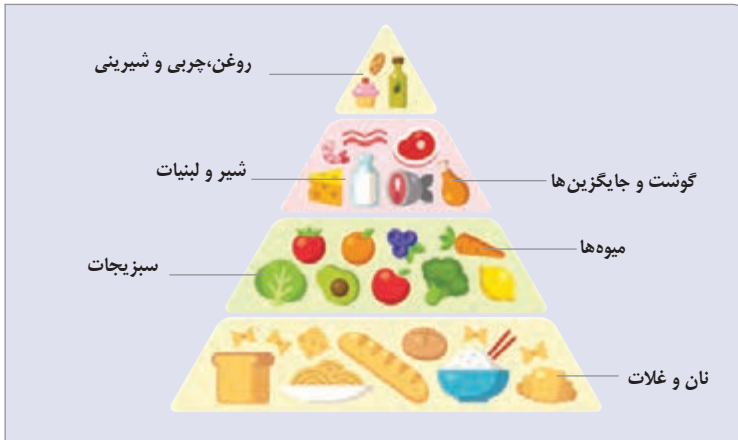 روغن،چربی و شیرینی
شیر و لبنیات
گوشت و جایگزین‌ها
میوه‌ها
سبزیجات
نان و غلات